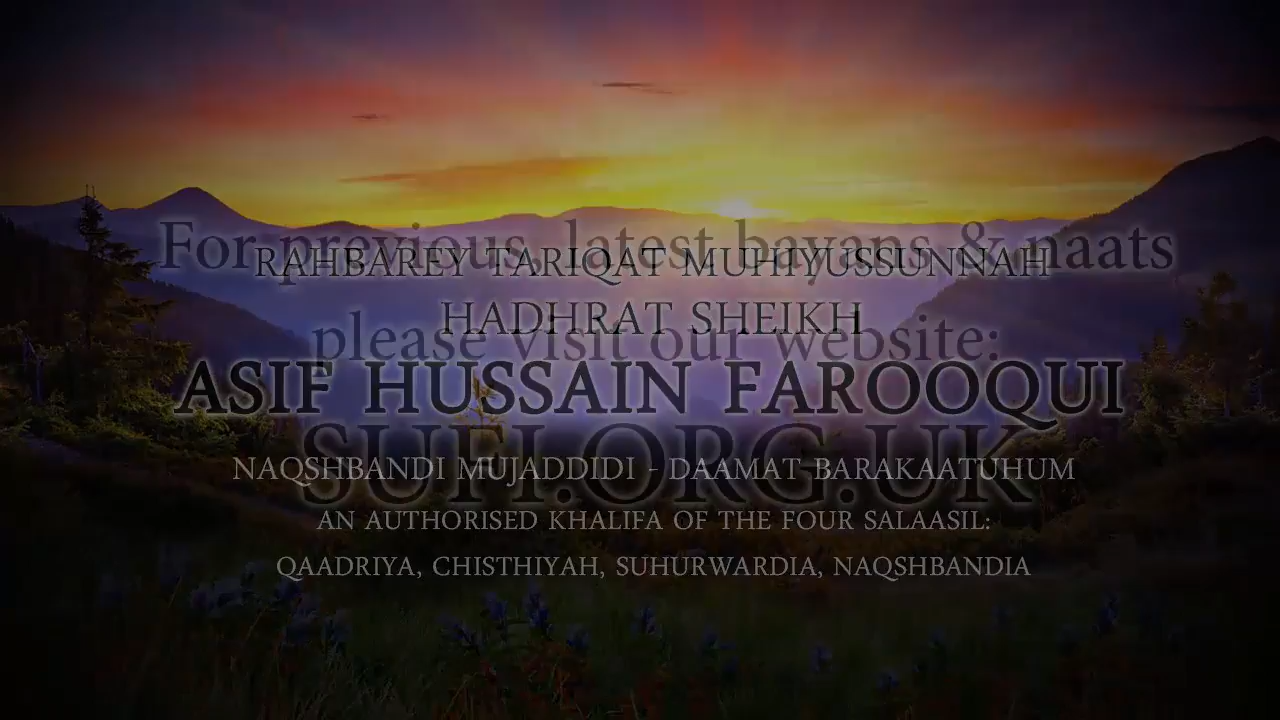 For previous, latest bayans & naats
RAHBAREY TARIQAT MUHIYUSSUNNAH
HADHRAT SHEIKH
please visit our website:
ASIF HUSSAIN FAROOQUI
SUFI.ORG.UK
NAQSHBANDI MUJADDIDI - DAAMAT BARAKAATUHUM
AN AUTHORISED KHALIFA OF THE FOUR SALAASIL:
QAADRIYA, CHISTHIYAH, SUHURWARDIA, NAQSHBANDIA